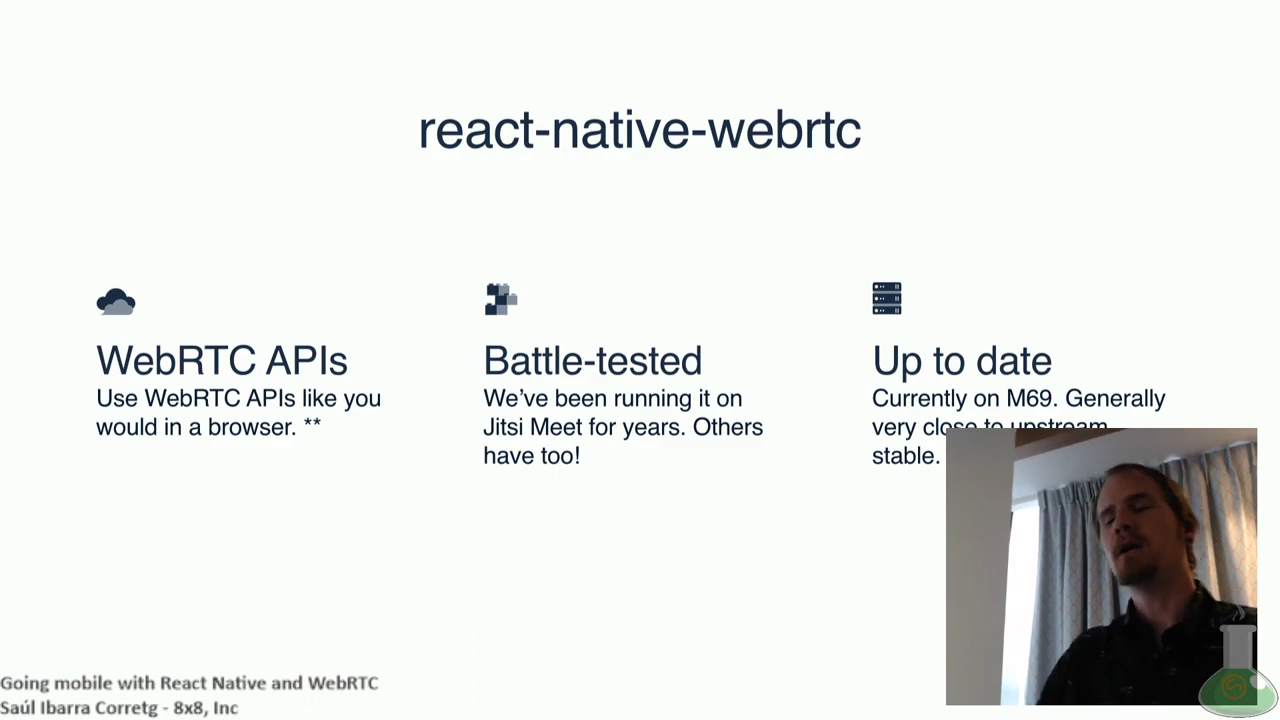 react-native-webrtc
WebRTC APIs
Use WebRTC APIs like you
would in a browser. **
Battle-tested
We've been running it on
Jitsi Meet for years. Others
have too!
Up to date
Currently on M69. Generally
very close to upstream
stable.
Going mobile with React Native and WebRTC
Saúl Ibarra Corretg - 8x8, Inc